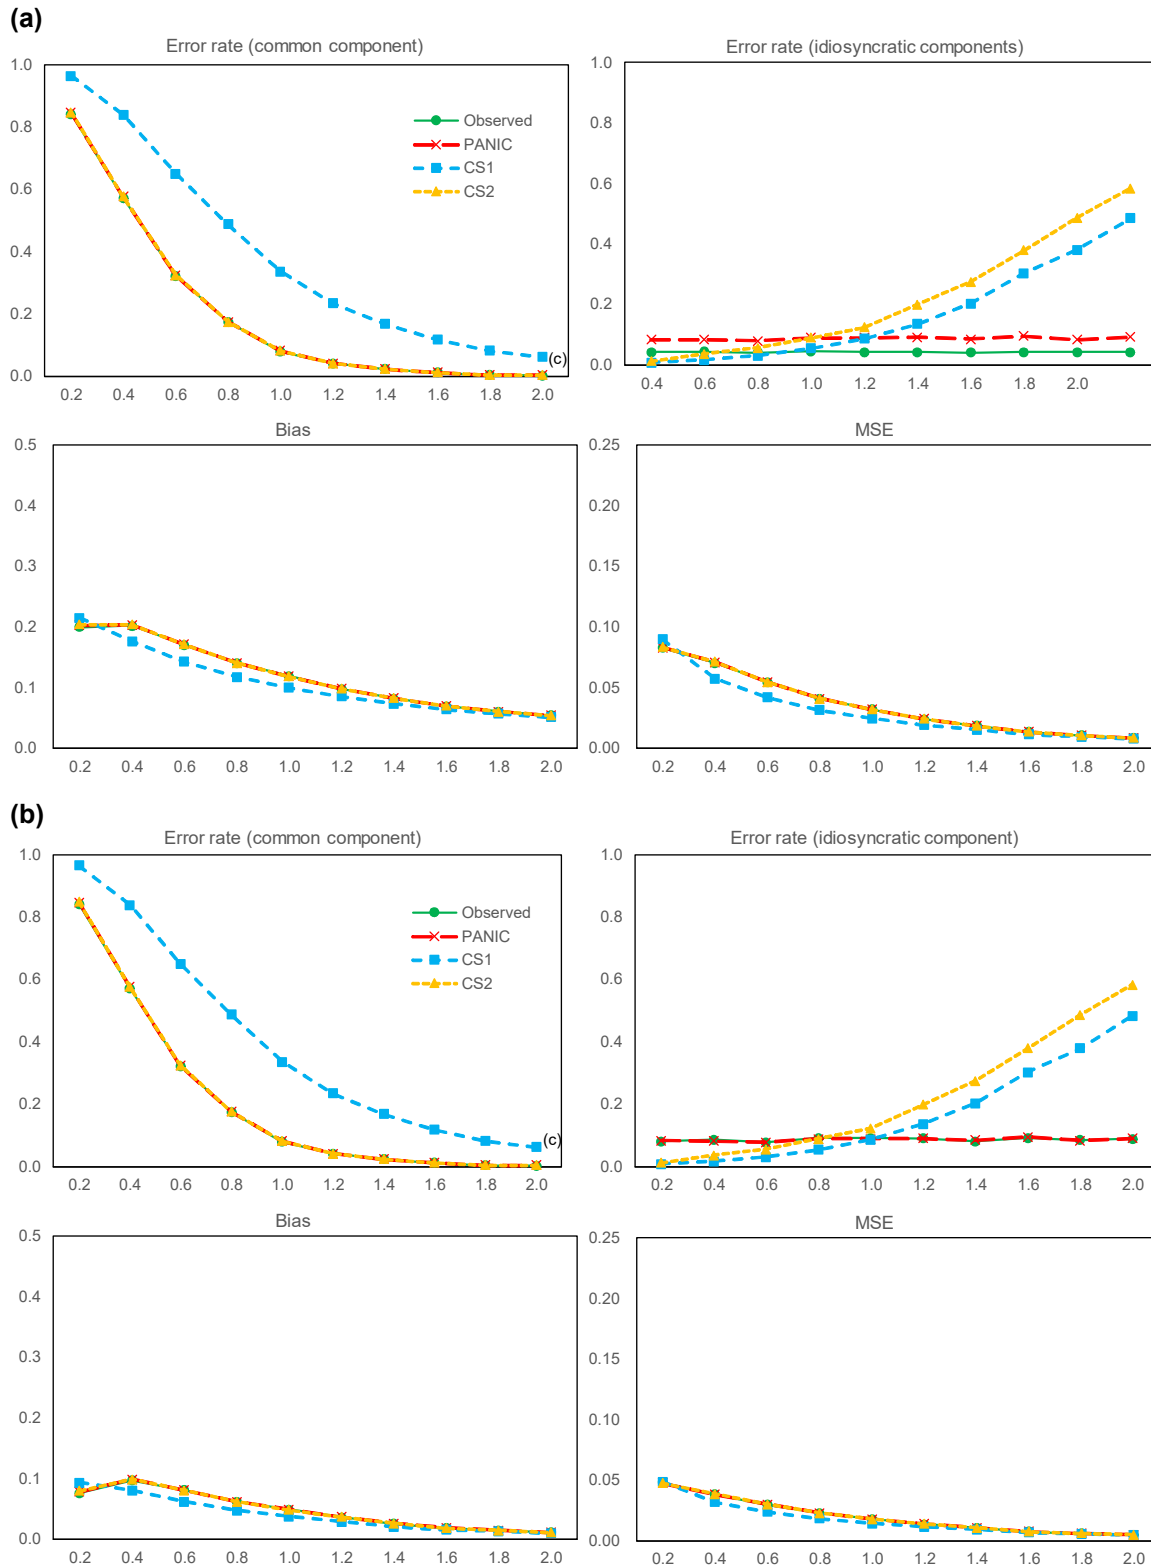 (a)
Error rate (common component)
1.0
0.8
0.6
0.4
0.2
0.0
Observed
PANIC
CS1
CS2
(c)
0.2 0.4 0.6 0.8 1.0 1.2 1.4 1.6 1.8 2.0
Error rate (idiosyncratic components)
1.0
0.8
0.6
0.4
0.2
0.0
0.4 0.6 0.8 1.0 1.2 1.4 1.6 1.8 2.0
Bias
0.5
0.4
0.3
0.2
0.1
0.0
0.2 0.4 0.6 0.8 1.0 1.2 1.4 1.6 1.8 2.0
MSE
0.25
0.20
0.15
0.10
0.05
0.00
0.2 0.4 0.6 0.8 1.0 1.2 1.4 1.6 1.8 2.0
(b)
Error rate (common component)
1.0
0.8
0.6
0.4
0.2
0.0
Observed
PANIC
CS1
CS2
(c)
0.2 0.4 0.6 0.8 1.0 1.2 1.4 1.6 1.8 2.0
Error rate (idiosyncratic component)
1.0
0.8
0.6
0.4
0.2
0.0
0.2 0.4 0.6 0.8 1.0 1.2 1.4 1.6 1.8 2.0
Bias
0.5
0.4
0.3
0.2
0.1
0.0
0.2 0.4 0.6 0.8 1.0 1.2 1.4 1.6 1.8 2.0
MSE
0.25
0.20
0.15
0.10
0.05
0.00
0.2 0.4 0.6 0.8 1.0 1.2 1.4 1.6 1.8 2.0